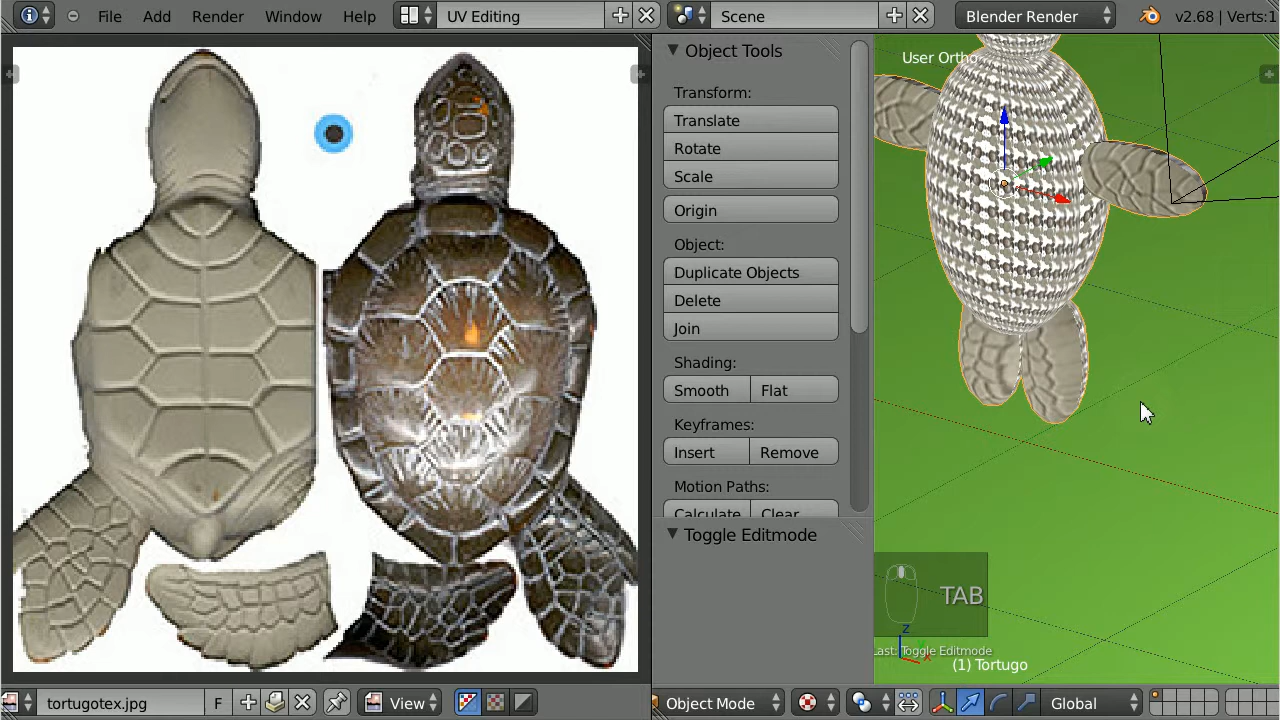 File Add Render Window Help UV Editing Scene Blender Render v2.68 | Verts:1
Object Tools
Transform:
Translate
Rotate
Scale
Origin
Object:
Duplicate Objects
Delete
Join
Shading:
Smooth Flat
Keyframes:
Insert Remove
Motion Paths:
Calculate Clear
Toggle Editmode
User Ortho
TAB
z
x
Last: Toggle Editmode
(1) Tortugo
tortugotex.jpg F View Object Mode Global